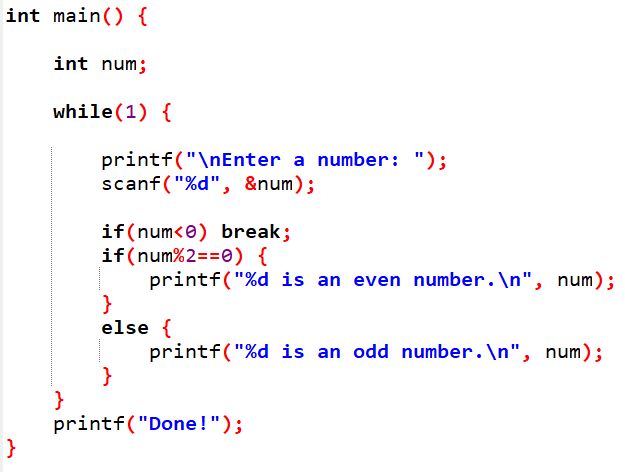 int main() {
int num;
while(1) {
printf("\nEnter a number: ");
scanf("%d", &num);
if(num<0) break;
if(num%2==0) {
printf("%d is an even number.\n", num);
}
else {
printf("%d is an odd number.\n", num);
}
}
printf("Done!");
}